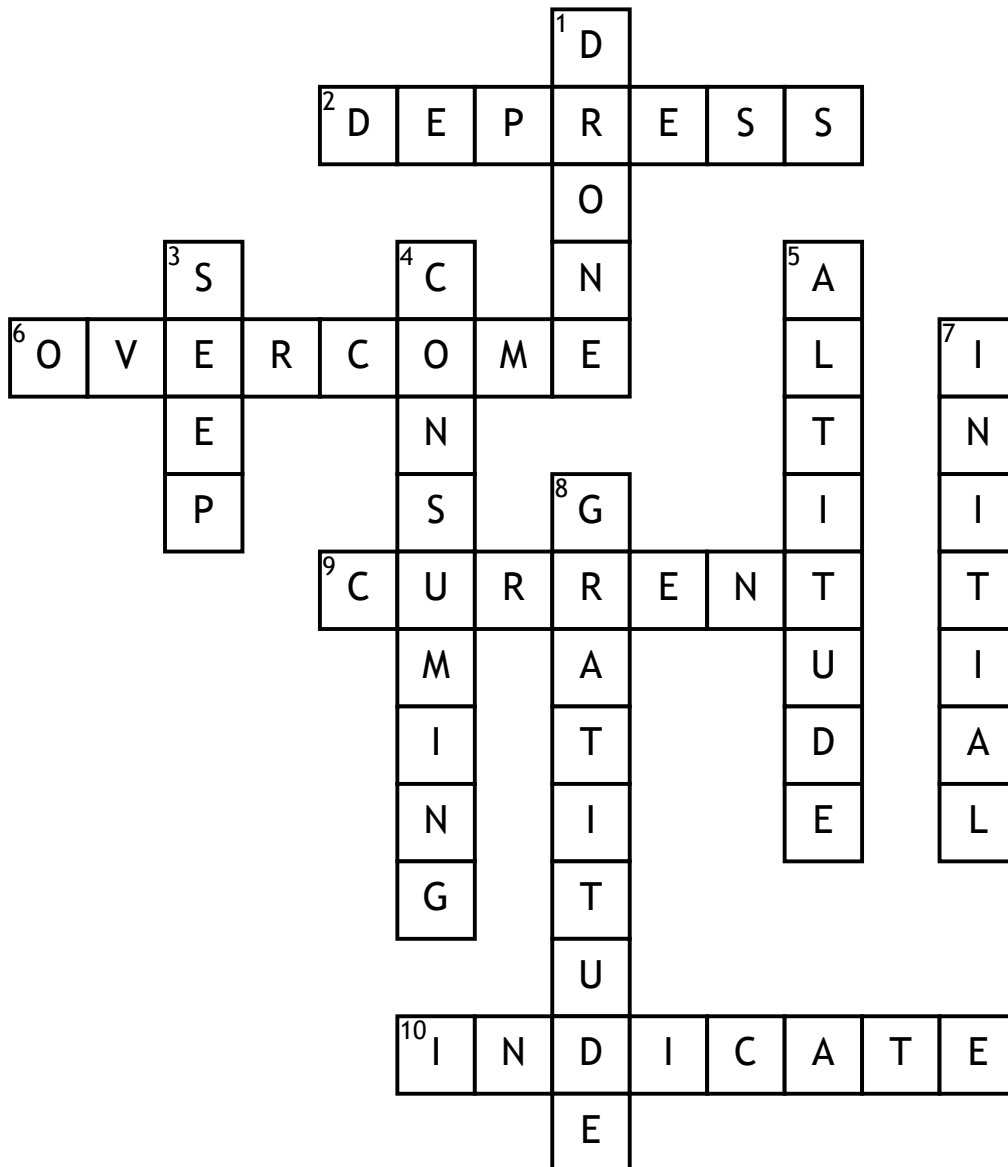 1 D
2 D E P R E S S
O
3 S 4 C N 5 A
6 O V E R C O M E L 7 I
E N T N
P S 8 G I I
9 C U R R E N T T
M A U I
I T D A
N I E L
G T
U
10 I N D I C A T E
E